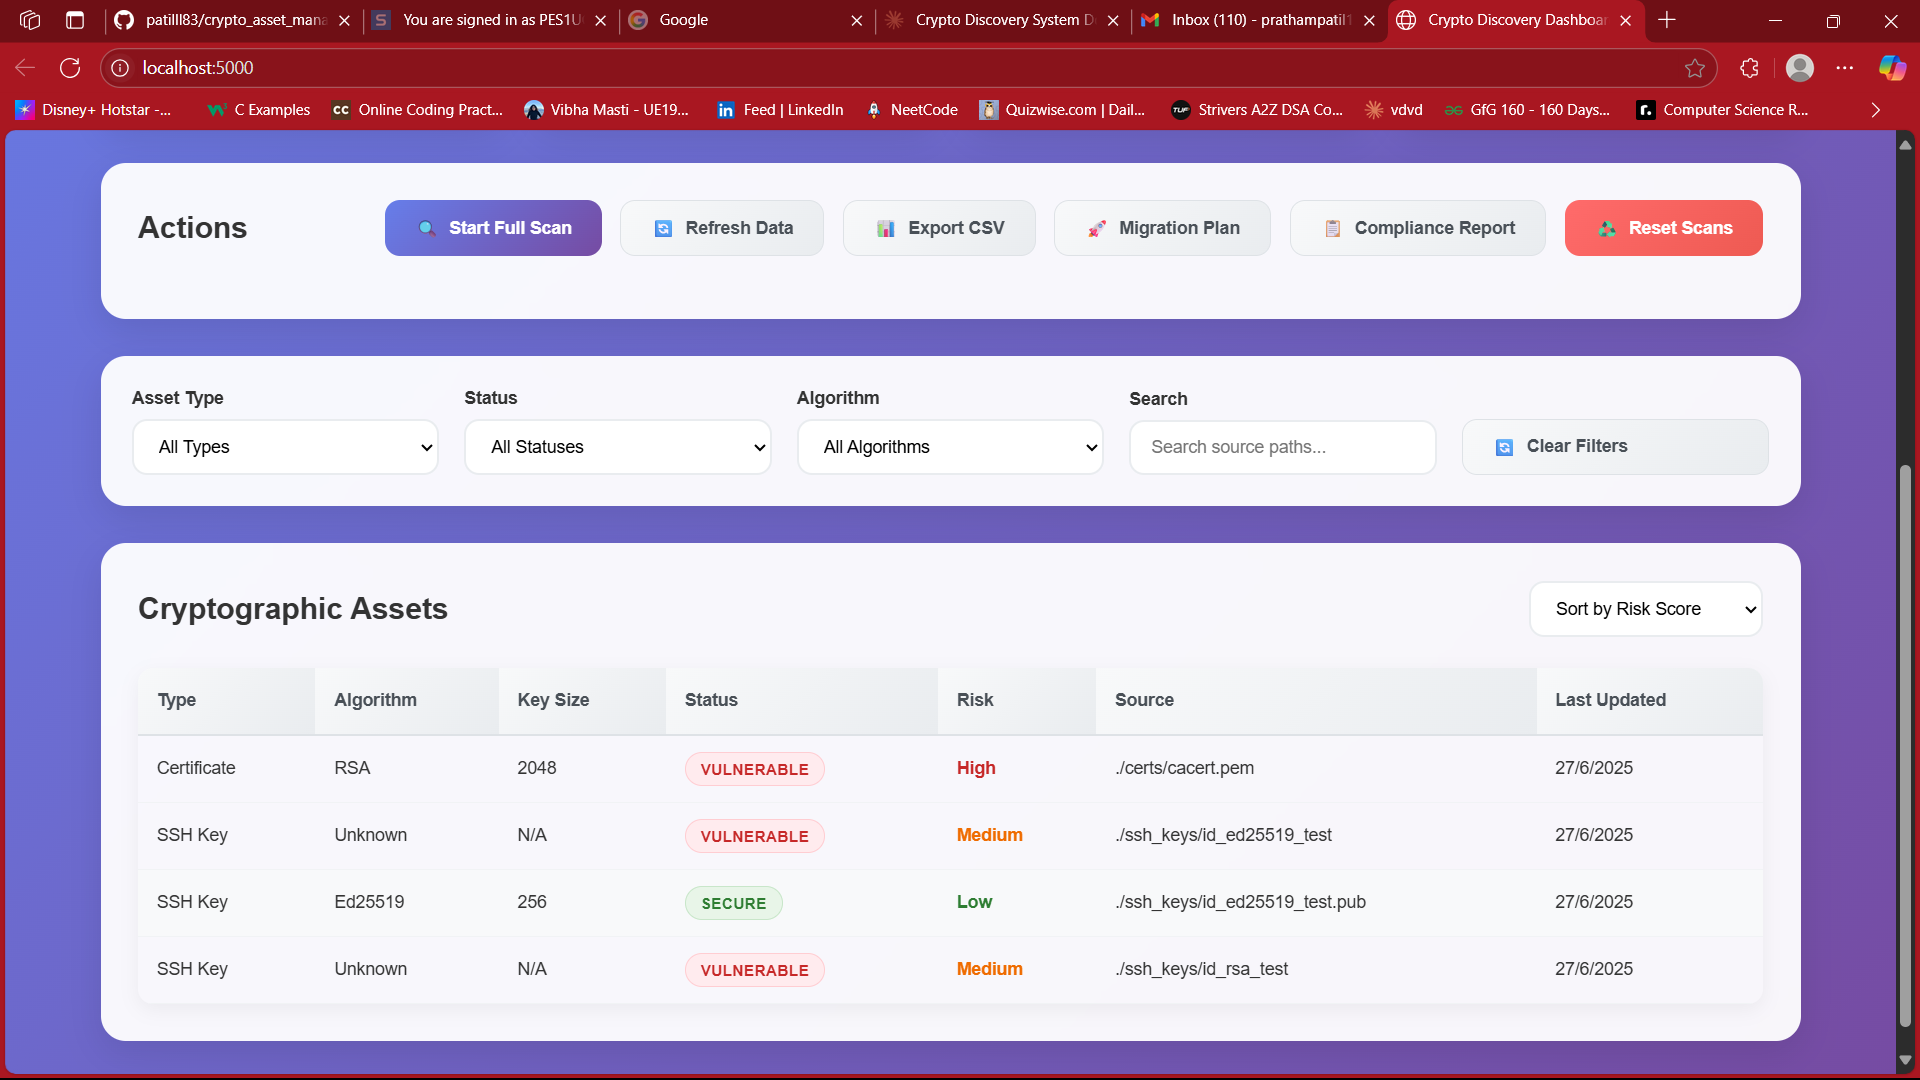 patilll83/crypto_asset_mana
You are signed in as PES1U
Google
Crypto Discovery System D
Inbox (110) - prathampatil1
Crypto Discovery Dashboar
localhost:5000
Disney+ Hotstar -...
C Examples
CC Online Coding Pract...
Vibha Masti - UE19...
in Feed | LinkedIn
NeetCode
Quizwise.com | Dail...
TUF Strivers A2Z DSA Co...
vdvd
GfG 160 - 160 Days...
r. Computer Science R...
Actions
Start Full Scan
Refresh Data
Export CSV
Migration Plan
Compliance Report
Reset Scans
Asset Type
Status
Algorithm
Search
All Types
All Statuses
All Algorithms
Search source paths...
Clear Filters
Cryptographic Assets
Sort by Risk Score
Type Algorithm Key Size Status Risk Source Last Updated
Certificate RSA 2048 VULNERABLE High ./certs/cacert.pem 27/6/2025
SSH Key Unknown N/A VULNERABLE Medium ./ssh_keys/id_ed25519_test 27/6/2025
SSH Key Ed25519 256 SECURE Low ./ssh_keys/id_ed25519_test.pub 27/6/2025
SSH Key Unknown N/A VULNERABLE Medium ./ssh_keys/id_rsa_test 27/6/2025